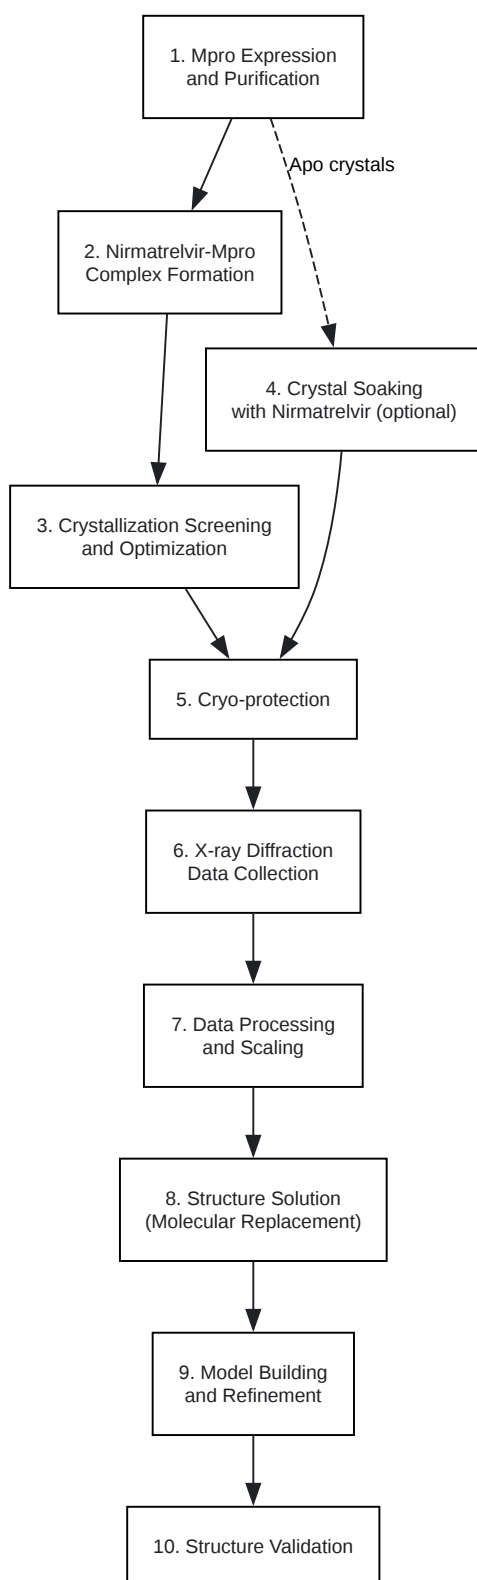 1. Mpro Expression
and Purification
Apo crystals
2. Nirmatrelvir-Mpro
Complex Formation
4. Crystal Soaking
with Nirmatrelvir (optional)
3. Crystallization Screening
and Optimization
5. Cryo-protection
6. X-ray Diffraction
Data Collection
7. Data Processing
and Scaling
8. Structure Solution
(Molecular Replacement)
9. Model Building
and Refinement
10. Structure Validation